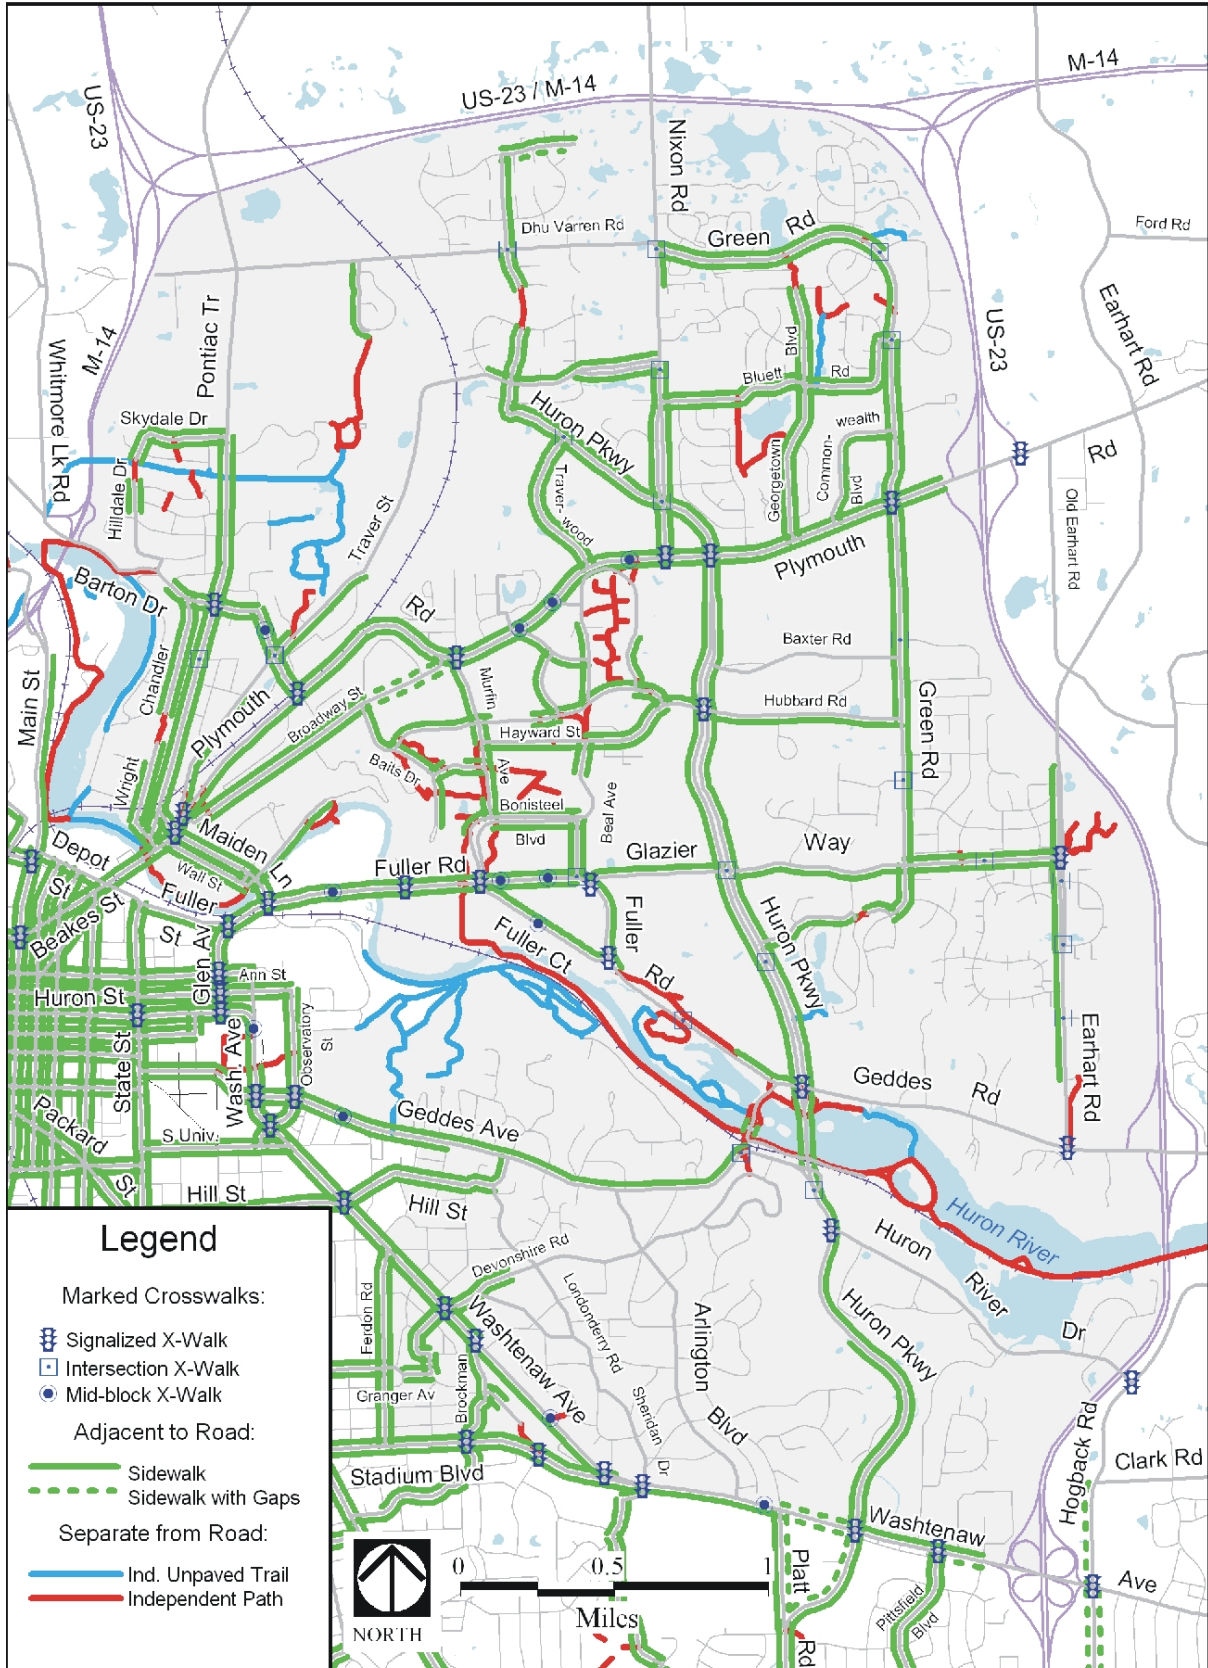 M-14
US-23 / M-14
US-23
Nixon Rd
Dhu Varren Rd
Green Rd
Ford Rd
Whitmore Lk Rd
M-14
Pontiac Tr
US-23
Earhart Rd
Bluett Rd
Blvd
Skydale Dr
Huron Pkwy
Common-
wealth
Blvd
Georgetown
Rd
Hilldale Dr
Traver-
wood
Old Earhart Rd
Traver St
Plymouth
Barton Dr
Rd
Baxter Rd
Chandler
Murfin
Ave
Main St
Plymouth
Broadway St
Hubbard Rd
Green Rd
Hayward St
Baits Dr
Wright
Bonisteel
Blvd
Beal Ave
Maiden Ln
Depot
St
Wall St
Fuller Rd
Glazier
Way
Fuller
St
Beakes St
Fuller
Fuller Ct
Rd
Huron Pkwy
Glen Av
Ann St
Huron St
State St
Wash. Ave
Observatory
St
Geddes
Rd
Earhart Rd
Packard
St
S Univ.
Geddes Ave
Hill St
Hill St
Huron River
Huron
River
Dr
Devonshire Rd
Ferdon Rd
Washtenaw Ave
Londonderry Rd
Arlington
Blvd
Huron Pkwy
Granger Av
Brockman
Sheridan
Dr
Stadium Blvd
Hogback Rd
Clark Rd
Washtenaw
Ave
Platt
Rd
Pittsfield
Blvd
Legend
Marked Crosswalks:
Signalized X-Walk
Intersection X-Walk
Mid-block X-Walk
Adjacent to Road:
Sidewalk
Sidewalk with Gaps
Separate from Road:
Ind. Unpaved Trail
Independent Path
NORTH
0 0.5 1
Miles